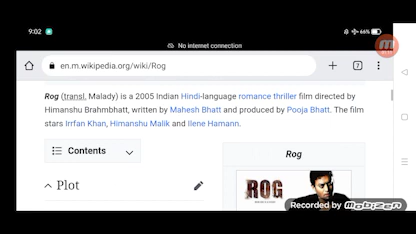 9:02
66%
No internet connection
en.m.wikipedia.org/wiki/Rog
7
Rog (transl. Malady) is a 2005 Indian Hindi-language romance thriller film directed by
Himanshu Brahmbhatt, written by Mahesh Bhatt and produced by Pooja Bhatt. The film
stars Irrfan Khan, Himanshu Malik and Ilene Hamann.
Contents
Rog
Plot
ROG
Recorded by Mobizen